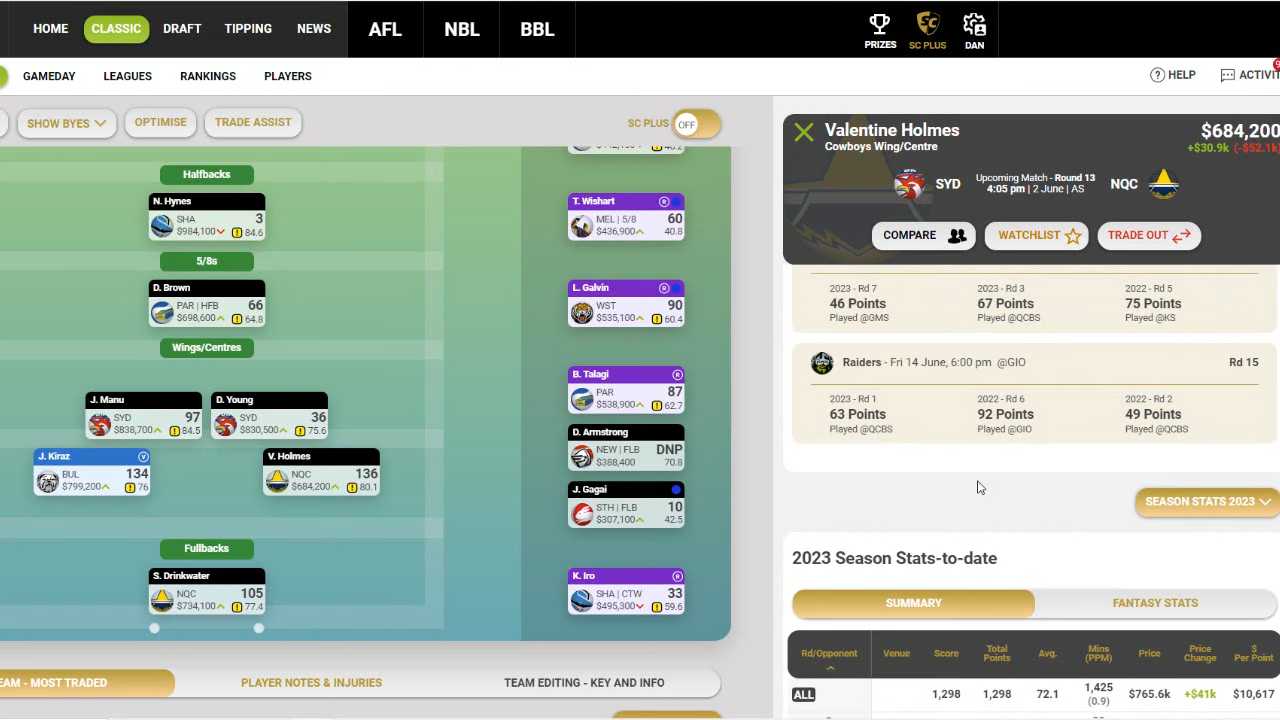 HOME CLASSIC DRAFT TIPPING NEWS AFL NBL BBL PRIZES SC PLUS DAN
GAMEDAY LEAGUES RANKINGS PLAYERS HELP ACTIVI
SHOW BYES OPTIMISE TRADE ASSIST SC PLUS OFF
Halfbacks
N. Hynes
SHA 3
$984,100 84.6
5/8s
D. Brown
PAR | HFB 66
$698,600 64.8
Wings/Centres
J. Manu
SYD 97
$838,700 84.5
D. Young
SYD 36
$830,500 75.6
J. Kiraz V
BUL 134
$799,200 76
V. Holmes
NQC 136
$684,200 80.1
Fullbacks
S. Drinkwater
NQC 105
$734,100 77.4
T. Wishart R
MEL | 5/8 60
$436,900 40.8
L. Galvin R
WST 90
$535,100 60.4
B. Talagi R
PAR 87
$538,900 62.7
D. Armstrong
NEW | FLB DNP
$388,400 70.8
J. Gagai
STH | FLB 10
$307,100 42.5
K. Iro R
SHA | CTW 33
$495,300 59.6
EAM - MOST TRADED PLAYER NOTES & INJURIES TEAM EDITING - KEY AND INFO
Valentine Holmes $684,200
Cowboys Wing/Centre +$30.9k (-$52.1k)
SYD Upcoming Match - Round 13 NQC
4:05 pm | 2 June | AS
COMPARE WATCHLIST TRADE OUT
2023 - Rd 7 2023 - Rd 3 2022 - Rd 5
46 Points 67 Points 75 Points
Played @GMS Played @QCBS Played @KS
Raiders - Fri 14 June, 6:00 pm @GIO Rd 15
2023 - Rd 1 2022 - Rd 6 2022 - Rd 2
63 Points 92 Points 49 Points
Played @QCBS Played @GIO Played @QCBS
SEASON STATS 2023
2023 Season Stats-to-date
SUMMARY FANTASY STATS
Rd/Opponent Venue Score Total Points Avg. Mins (PPM) Price Price Change $ Per Point
ALL 1,298 1,298 72.1 1,425 (0.9) $765.6k +$41k $10,617